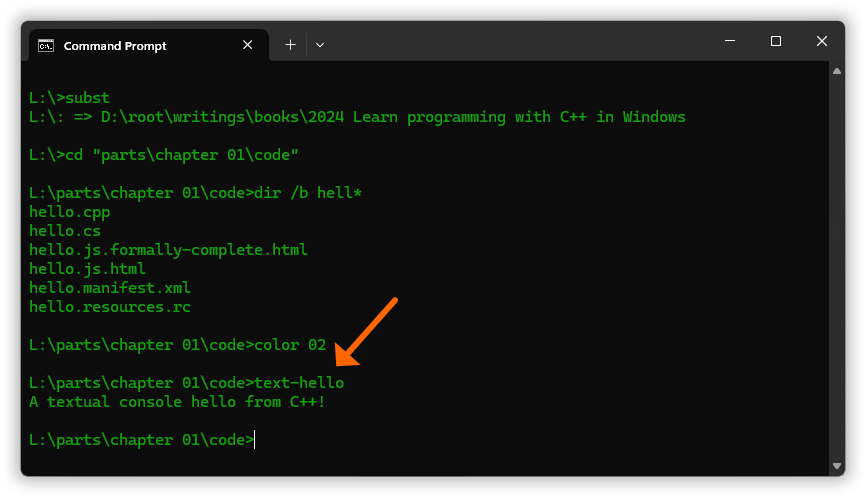 Command Prompt
L:\>subst
L:\: => D:\root\writings\books\2024 Learn programming with C++ in Windows
L:\>cd "parts\chapter 01\code"
L:\parts\chapter 01\code>dir /b hell*
hello.cpp
hello.cs
hello.js.formally-complete.html
hello.js.html
hello.manifest.xml
hello.resources.rc
L:\parts\chapter 01\code>color 02
L:\parts\chapter 01\code>text-hello
A textual console hello from C++!
L:\parts\chapter 01\code>